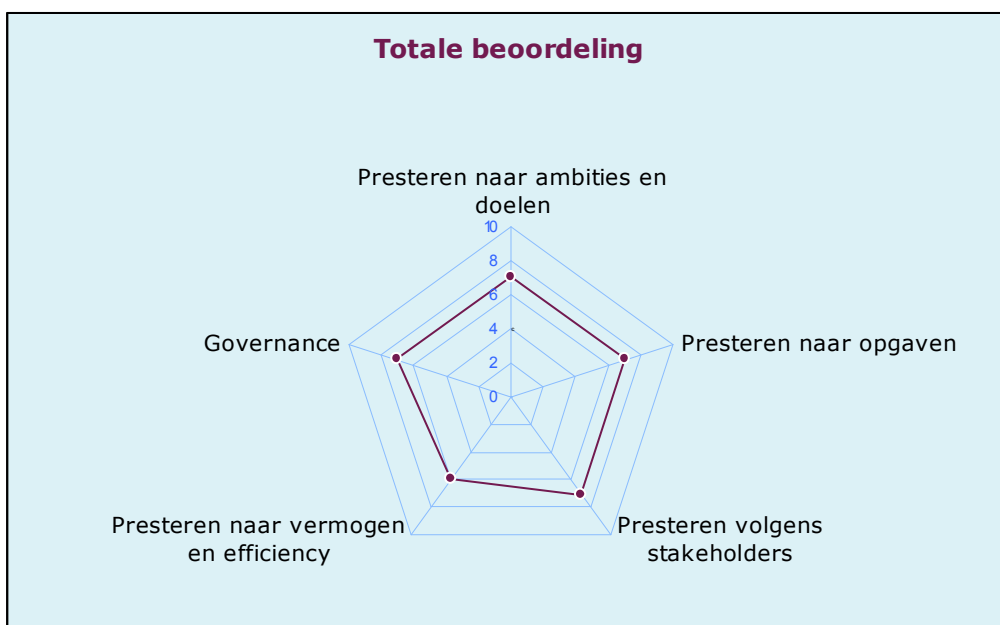 Totale beoordeling
Presteren naar ambities en
doelen
10
8
6
4
2
0
Governance
Presteren naar opgaven
Presteren naar vermogen
en efficiency
Presteren volgens
stakeholders